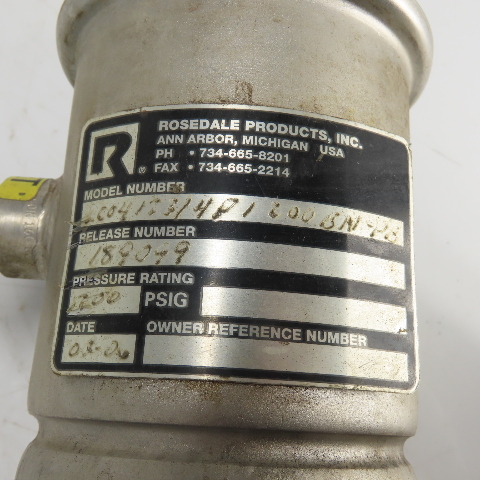 R®
ROSEDALE PRODUCTS, INC.
ANN ARBOR, MICHIGAN USA
PH • 734-665-8201
FAX • 734-665-2214
MODEL NUMBER
RELEASE NUMBER
PRESSURE RATING
PSIG
DATE
OWNER REFERENCE NUMBER